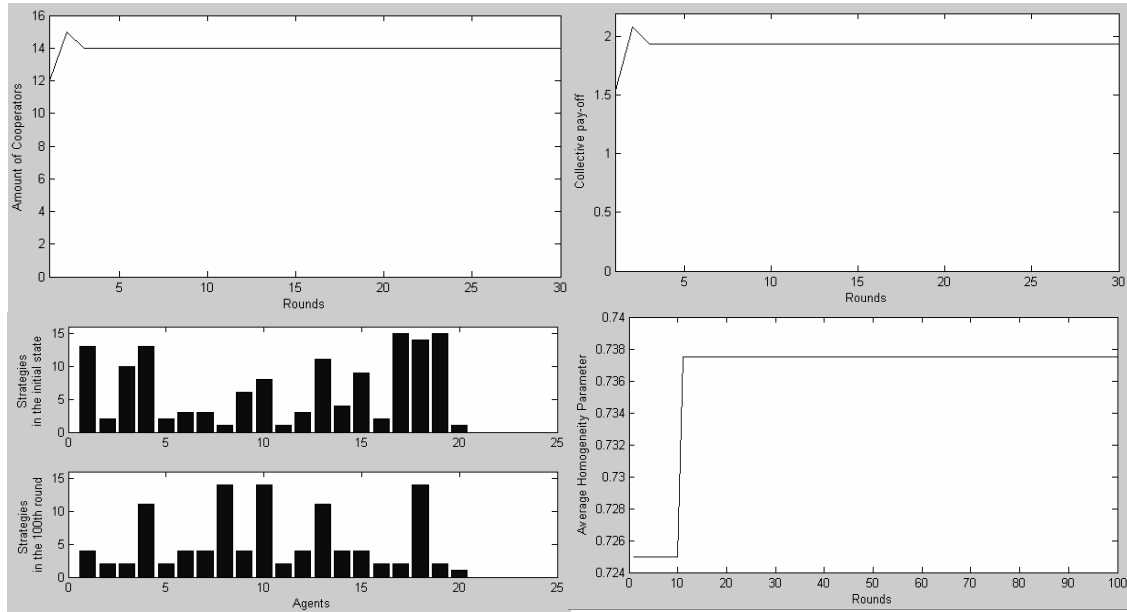 16
14
12
10
8
6
4
2
0
Amount of Cooperators
5 10 15 20 25 30
Rounds
2
1.5
1
0.5
0
Collective pay-off
5 10 15 20 25 30
Rounds
15
10
5
0
Strategies
in the initial state
0 5 10 15 20 25
15
10
5
0
Strategies
in the 100th round
0 5 10 15 20 25
Agents
0.74
0.738
0.736
0.734
0.732
0.73
0.728
0.726
0.724
Average Homogeneity Parameter
0 10 20 30 40 50 60 70 80 90 100
Rounds